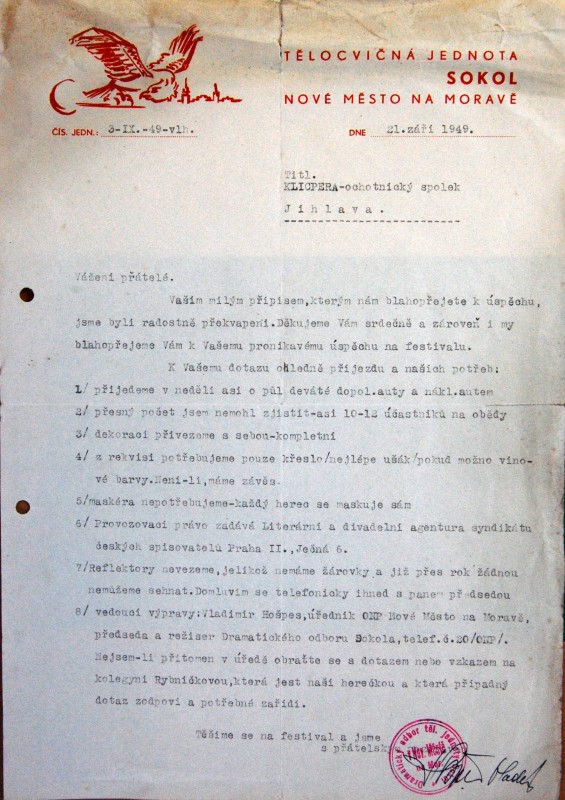 TĚLOCVIČNÁ JEDNOTA
SOKOL
NOVÉ MĚSTO NA MORAVĚ
ČÍS. JEDN.: 3-IX.-49-vlh.
DNE 21.září 1949.
Titl.
KLICPERA-ochotnický spolek
Jihlava.
Vážení přátelé.
Vaším milým přípisem,kterým nám blahopřejete k úspěchu,
jsme byli radostně překvapeni.Děkujeme Vám srdečně a zároveň i my
blahopřejeme Vám k Vašemu pronikavému úspěchu na festivalu.
K Vašemu dotazu ohledně příjezdu a našich potřeb:
1/ přijedeme v neděli asi o půl deváté dopol.auty a nákl.autem
2/ přesný počet jsem nemohl zjistit-asi 10-12 účastníků na obědy
3/ dekoraci přivezeme s sebou-kompletní
4/ z rekvisi potřebujeme pouze křeslo/nejlépe ušák/pokud možno víno-
vé barvy.Není-li,máme závěs.
5/maskéra nepotřebujeme-každý herec se maskuje sám
6/ Provozovací právo zadává Literární a divadelní agentura syndikátu
českých spisovatelů Praha II.,Ječná 6.
7/Reflektory nevezeme,jelikož nemáme žárovky a již přes rok žádnou
nemůžeme sehnat.Domluvím se telefonicky ihned s panem předsedou
8/ vedoucí výpravy:Vladimír Hošpes,úředník ONP Nové Město na Moravě,
předseda a režiser Dramatického odboru Sokola,telef.č.20/ONP/.
Nejsem-li přítomen v úřadě obraťte se s dotazem nebo vzkazem na
kolegyni Rybníčkovou,která jest naší herečkou a která případný
dotaz zodpoví a potřebné zařídí.
Těšíme se na festival a jsme
s přátelsk
Dramatický odbor těl. jednoty